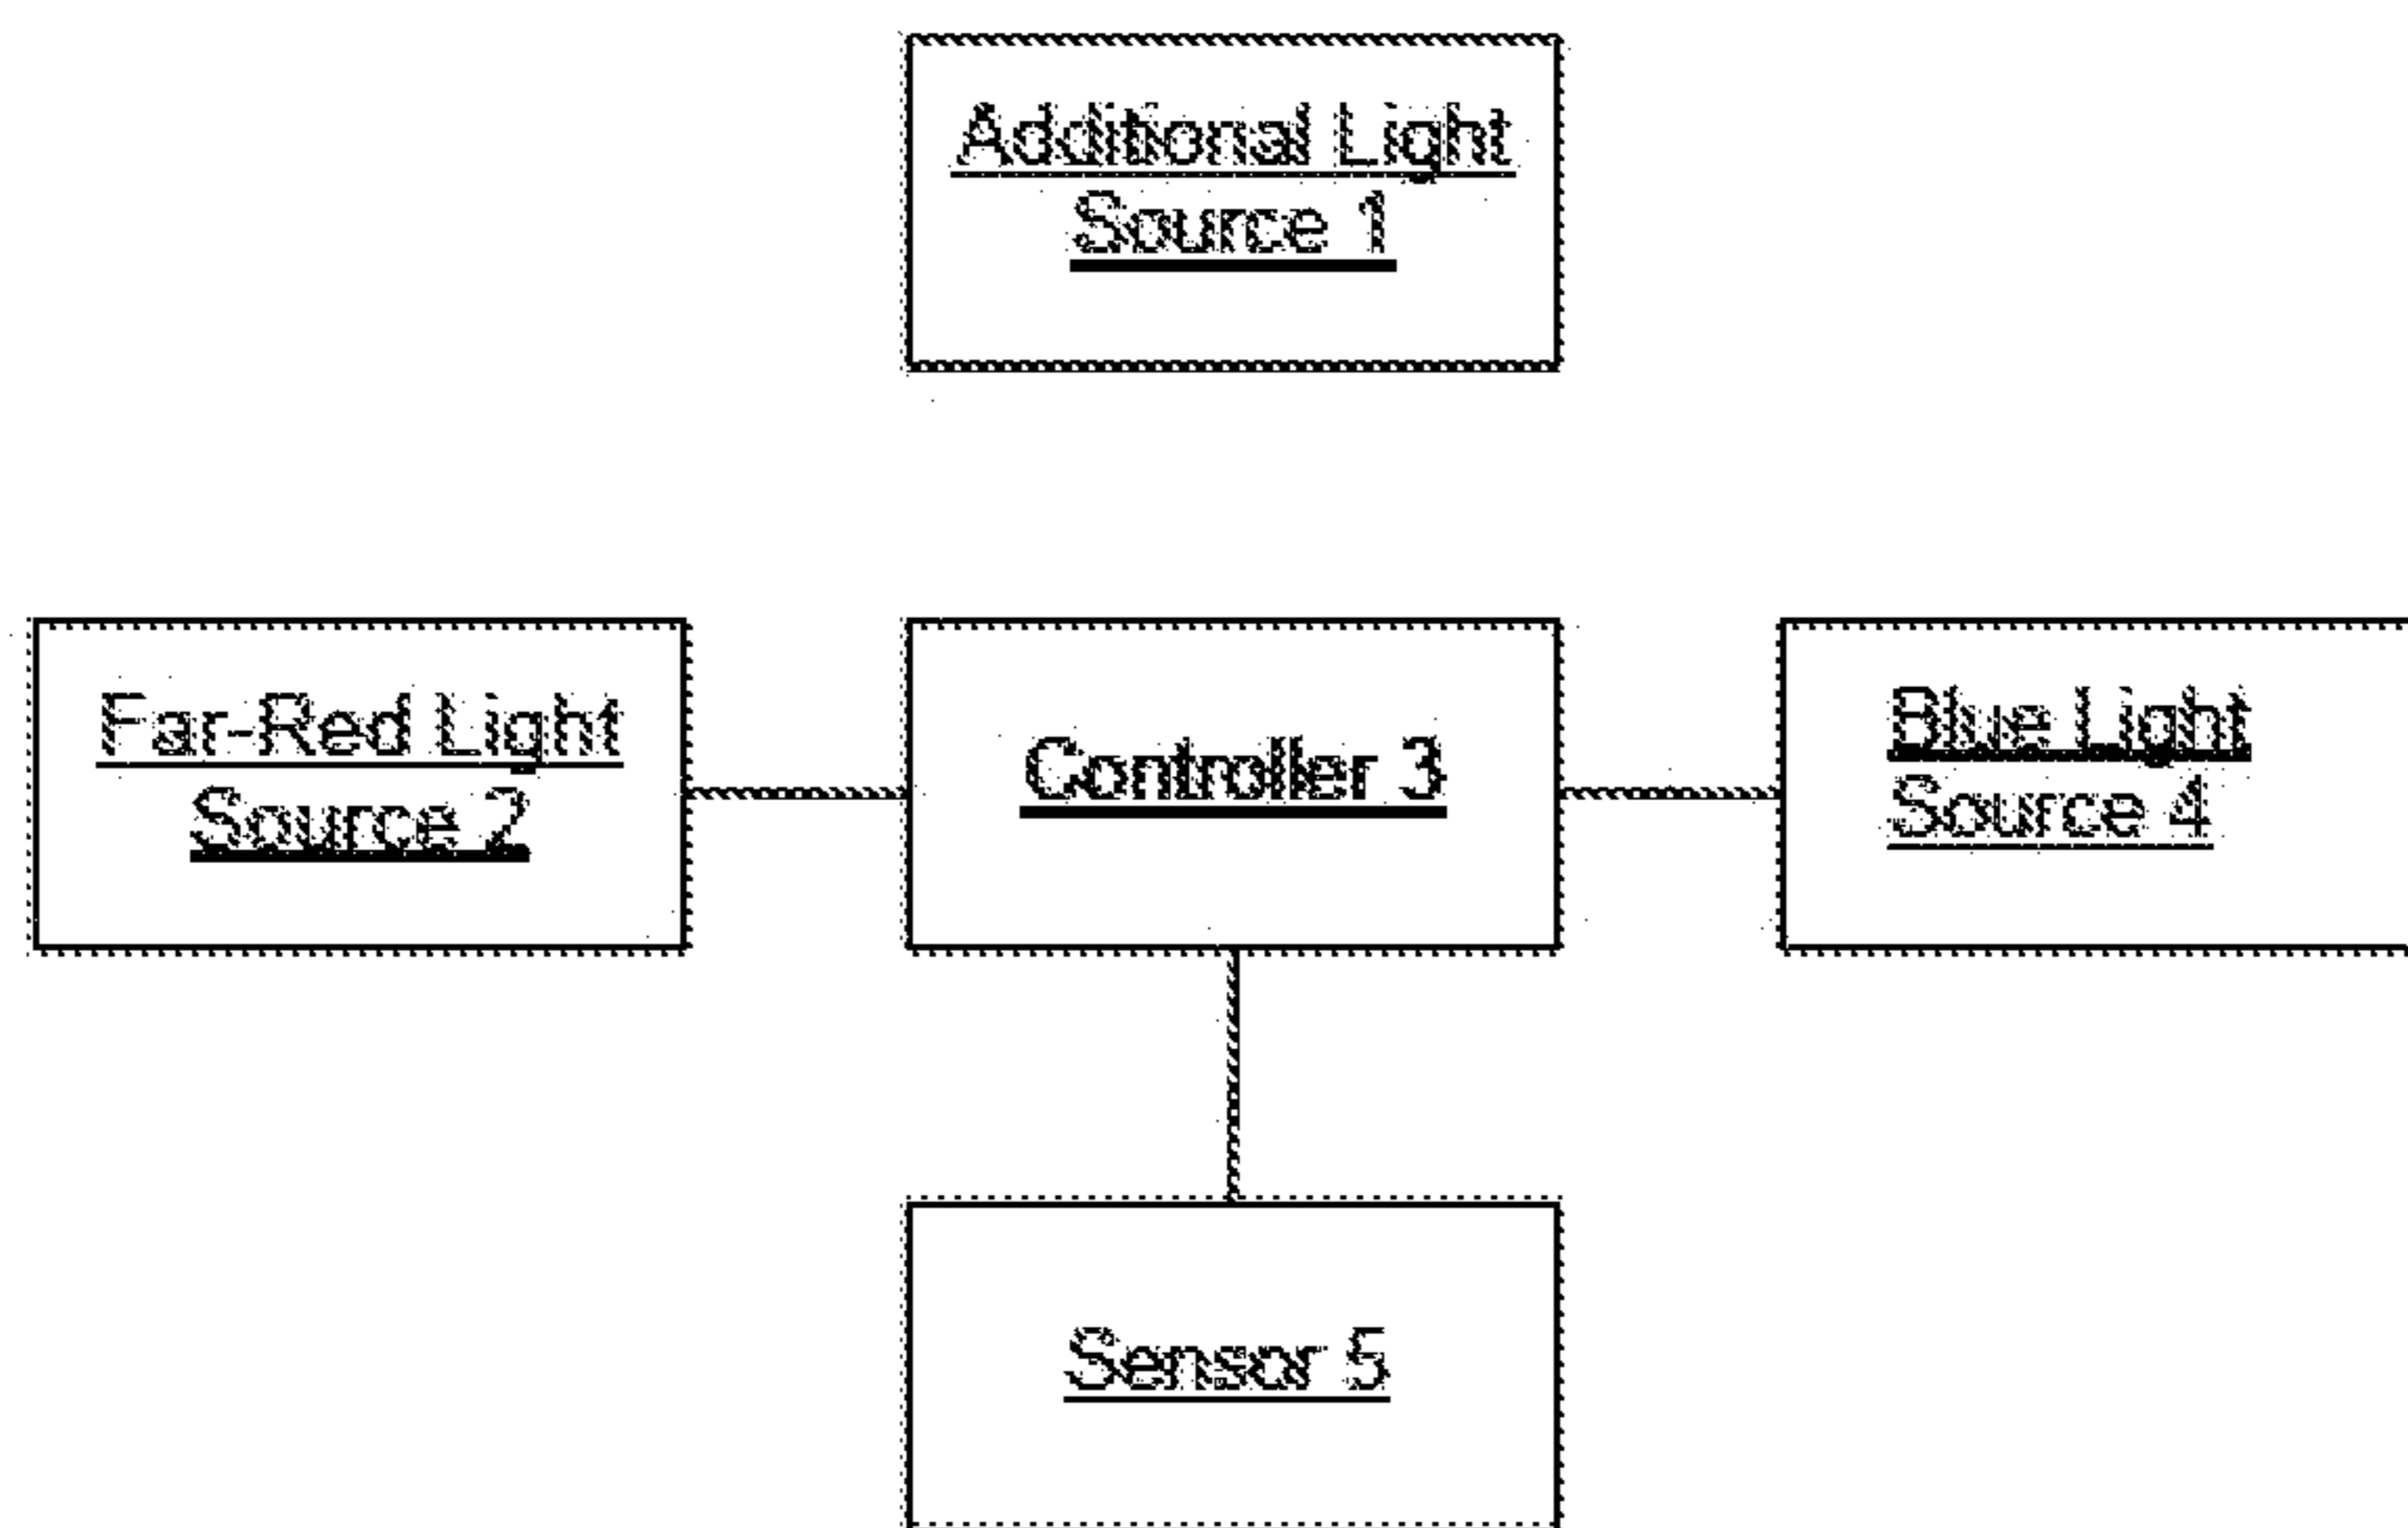 Additional Light
Source 1
Far-Red Light
Source 2
Controller 3
Blue Light
Source 4
Sensor 5